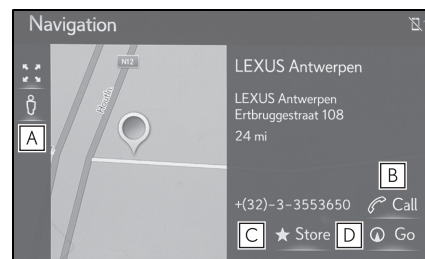 Navigation
N12
LEXUS Antwerpen
LEXUS Antwerpen
Ertbruggestraat 108
24 mi
A
B
+(32)-3-3553650 Call
C Store D Go